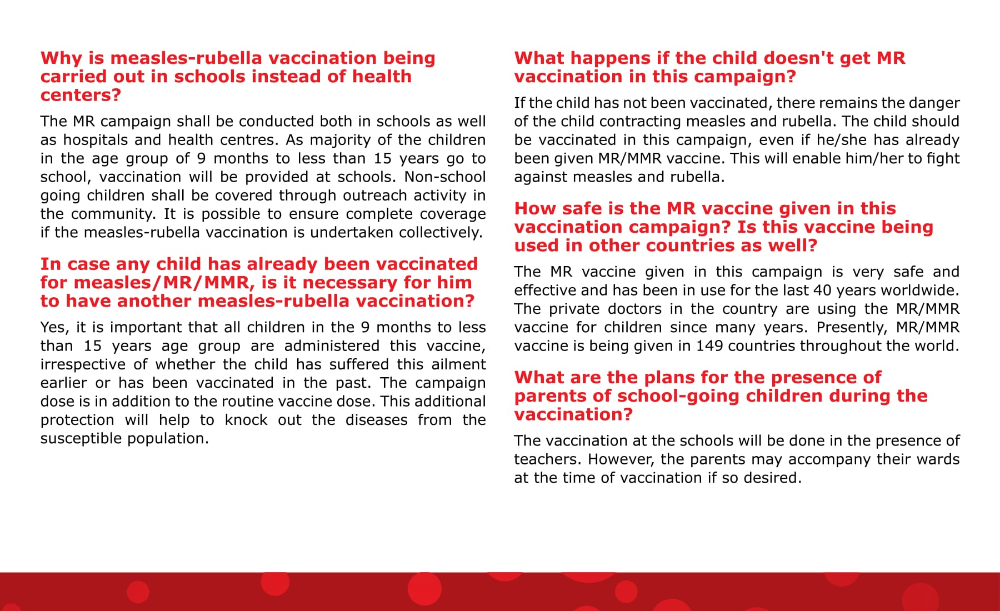 Why is measles-rubella vaccination being
carried out in schools instead of health
centers?
The MR campaign shall be conducted both in schools as well
as hospitals and health centres. As majority of the children
in the age group of 9 months to less than 15 years go to
school, vaccination will be provided at schools. Non-school
going children shall be covered through outreach activity in
the community. It is possible to ensure complete coverage
if the measles-rubella vaccination is undertaken collectively.
In case any child has already been vaccinated
for measles/MR/MMR, is it necessary for him
to have another measles-rubella vaccination?
Yes, it is important that all children in the 9 months to less
than 15 years age group are administered this vaccine,
irrespective of whether the child has suffered this ailment
earlier or has been vaccinated in the past. The campaign
dose is in addition to the routine vaccine dose. This additional
protection will help to knock out the diseases from the
susceptible population.
What happens if the child doesn't get MR
vaccination in this campaign?
If the child has not been vaccinated, there remains the danger
of the child contracting measles and rubella. The child should
be vaccinated in this campaign, even if he/she has already
been given MR/MMR vaccine. This will enable him/her to fight
against measles and rubella.
How safe is the MR vaccine given in this
vaccination campaign? Is this vaccine being
used in other countries as well?
The MR vaccine given in this campaign is very safe and
effective and has been in use for the last 40 years worldwide.
The private doctors in the country are using the MR/MMR
vaccine for children since many years. Presently, MR/MMR
vaccine is being given in 149 countries throughout the world.
What are the plans for the presence of
parents of school-going children during the
vaccination?
The vaccination at the schools will be done in the presence of
teachers. However, the parents may accompany their wards
at the time of vaccination if so desired.